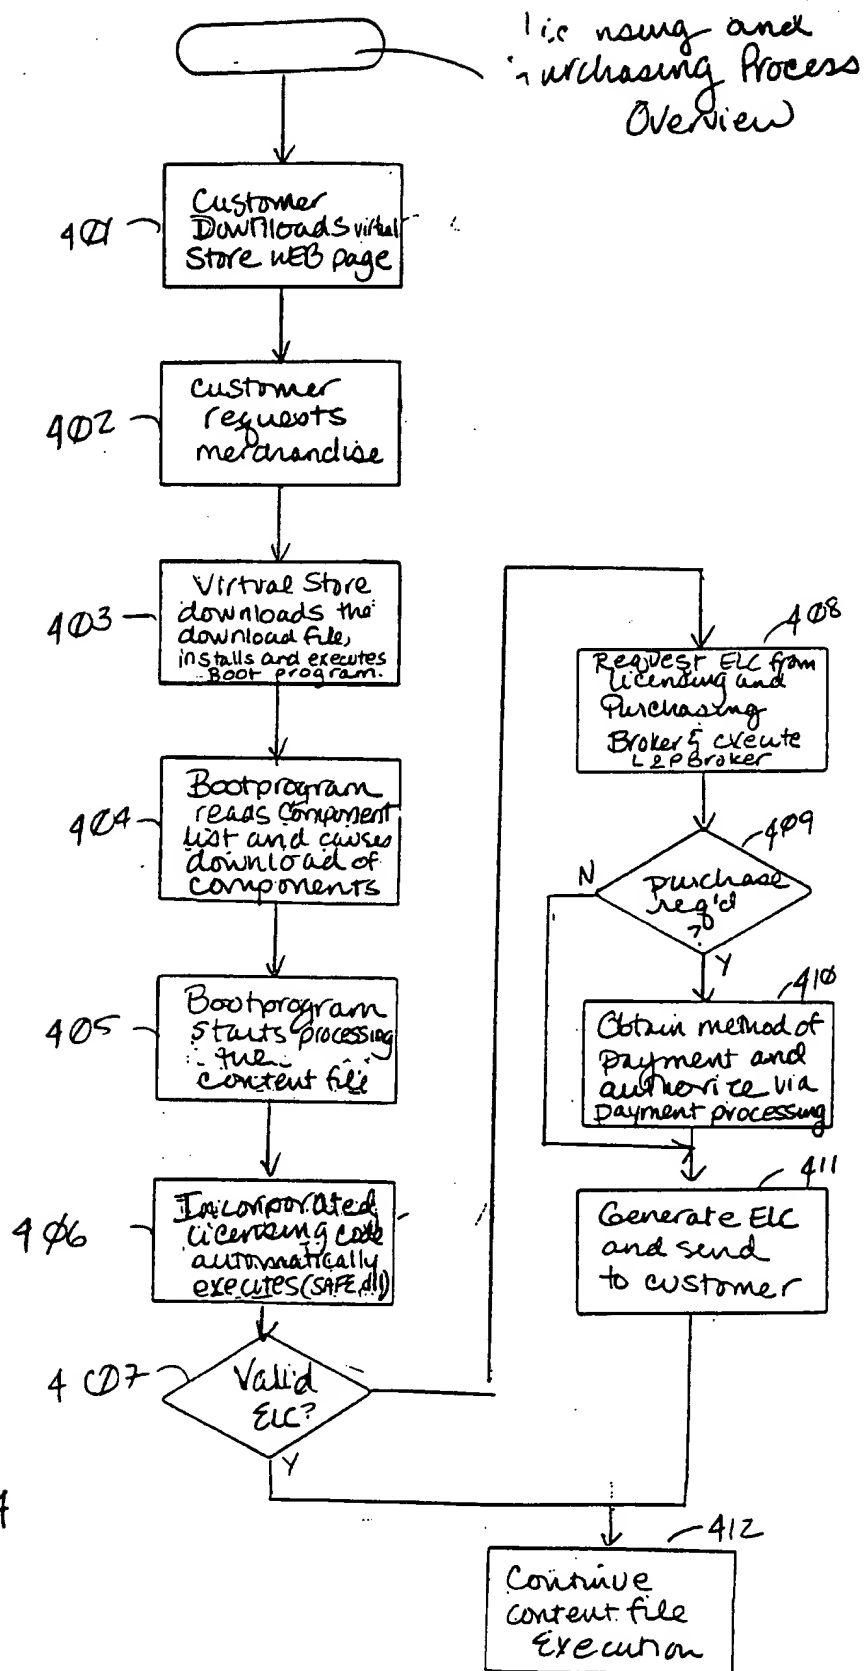 and
Process
Overview
401
Customer
Downloads virtual
Store WEB page
402
Customer
requests
merchandise
403
Virtual Store
downloads the
download file,
installs and executes
Boot program.
404
Bootprogram
reads Component
list and causes
download of
components
405
Bootprogram
starts processing
the
content file
406
Incorporated
licensing code
automatically
executes (SAFE.dll)
407
Valid
ELC?
Y
408
Request ELC from
licensing and
Purchasing
Broker & execute
L&P Broker
409
N
purchase
req'd
?
Y
410
Obtain method of
payment and
authorize via
payment processing
411
Generate ELC
and send
to customer
4
412
Continue
content file
Execution